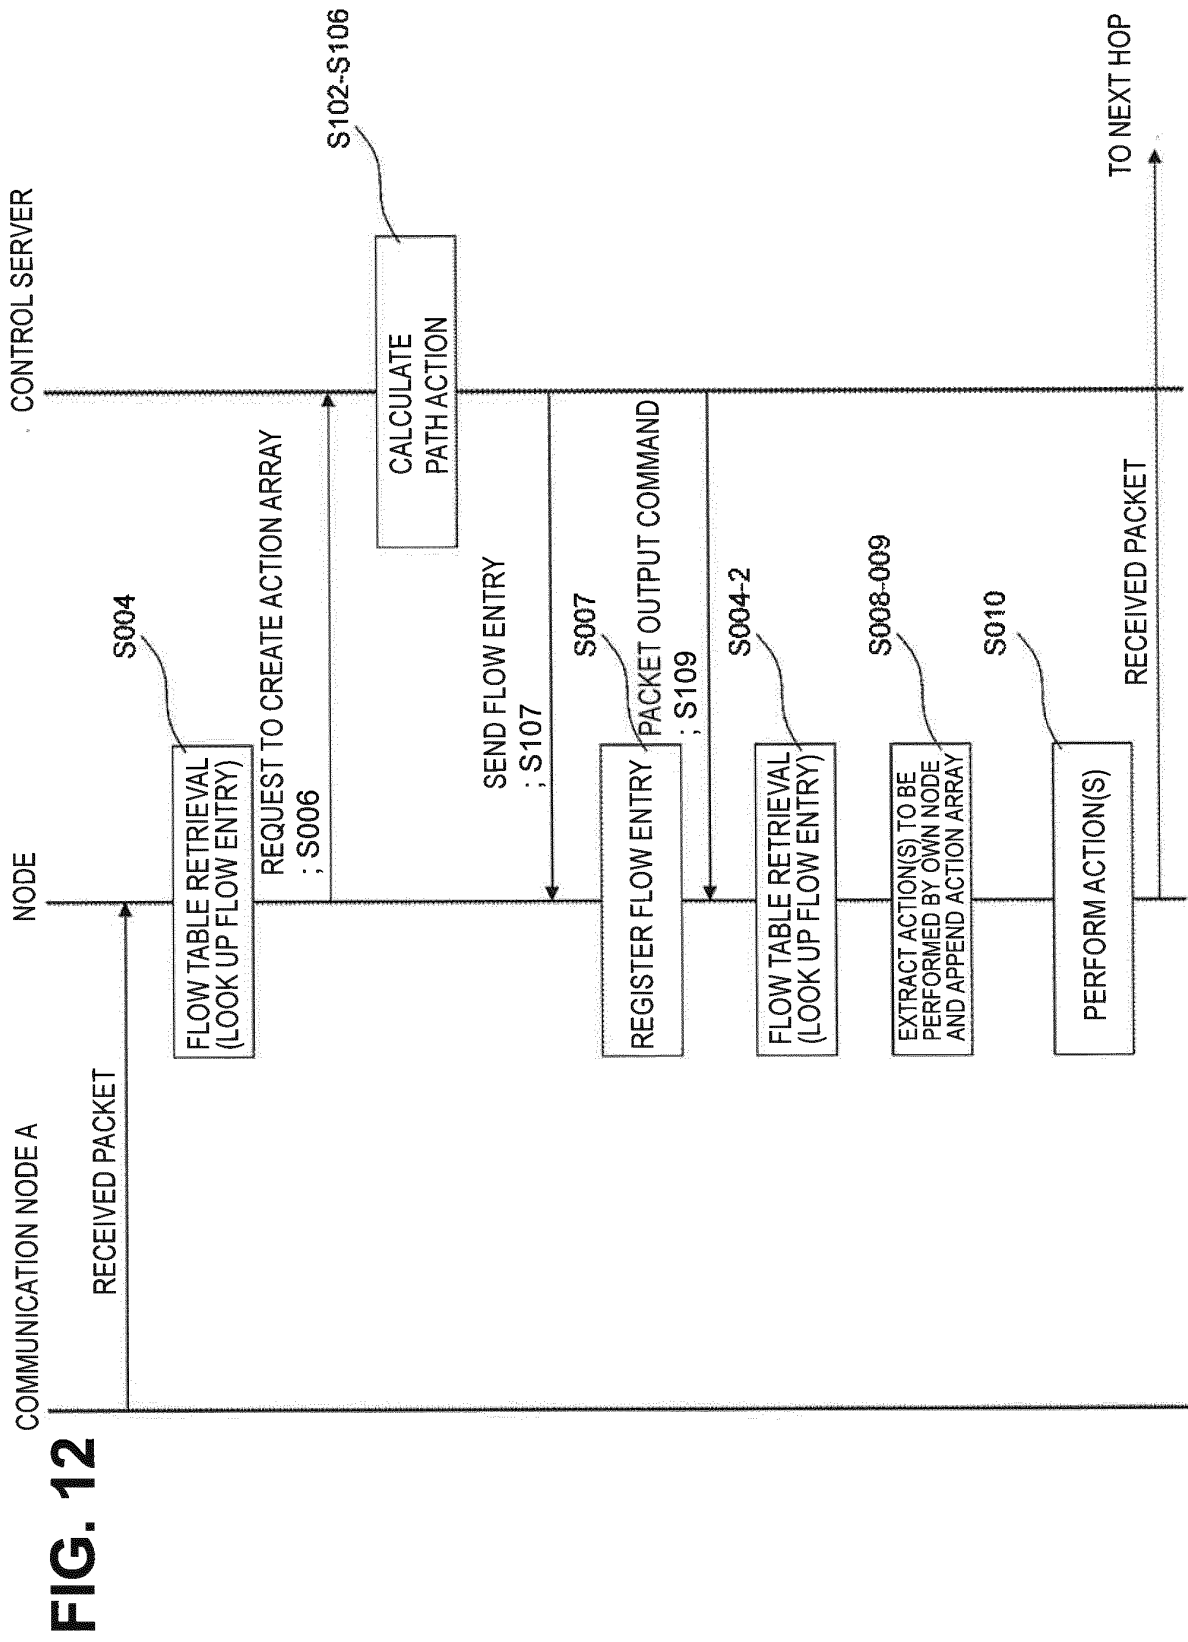 FIG. 12
COMMUNICATION NODE A
NODE
CONTROL SERVER
RECEIVED PACKET
S004
FLOW TABLE RETRIEVAL
(LOOK UP FLOW ENTRY)
REQUEST TO CREATE ACTION ARRAY
; S006
S102-S106
CALCULATE
PATH ACTION
SEND FLOW ENTRY
; S107
S007
REGISTER FLOW ENTRY
PACKET OUTPUT COMMAND
; S109
S004-2
FLOW TABLE RETRIEVAL
(LOOK UP FLOW ENTRY)
S008-009
EXTRACT ACTION(S) TO BE
PERFORMED BY OWN NODE
AND APPEND ACTION ARRAY
S010
PERFORM ACTION(S)
RECEIVED PACKET
TO NEXT HOP